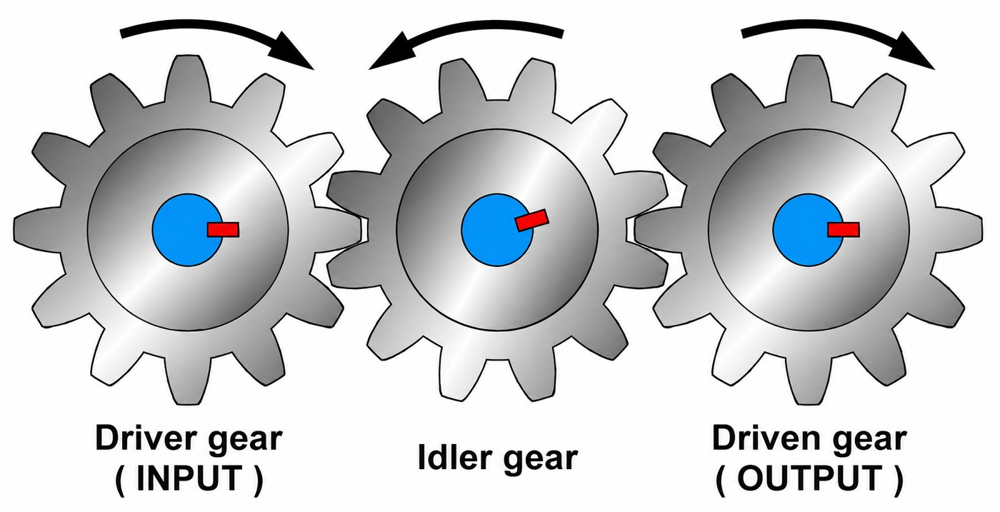 Driver gear
( INPUT )
Idler gear
Driven gear
( OUTPUT )